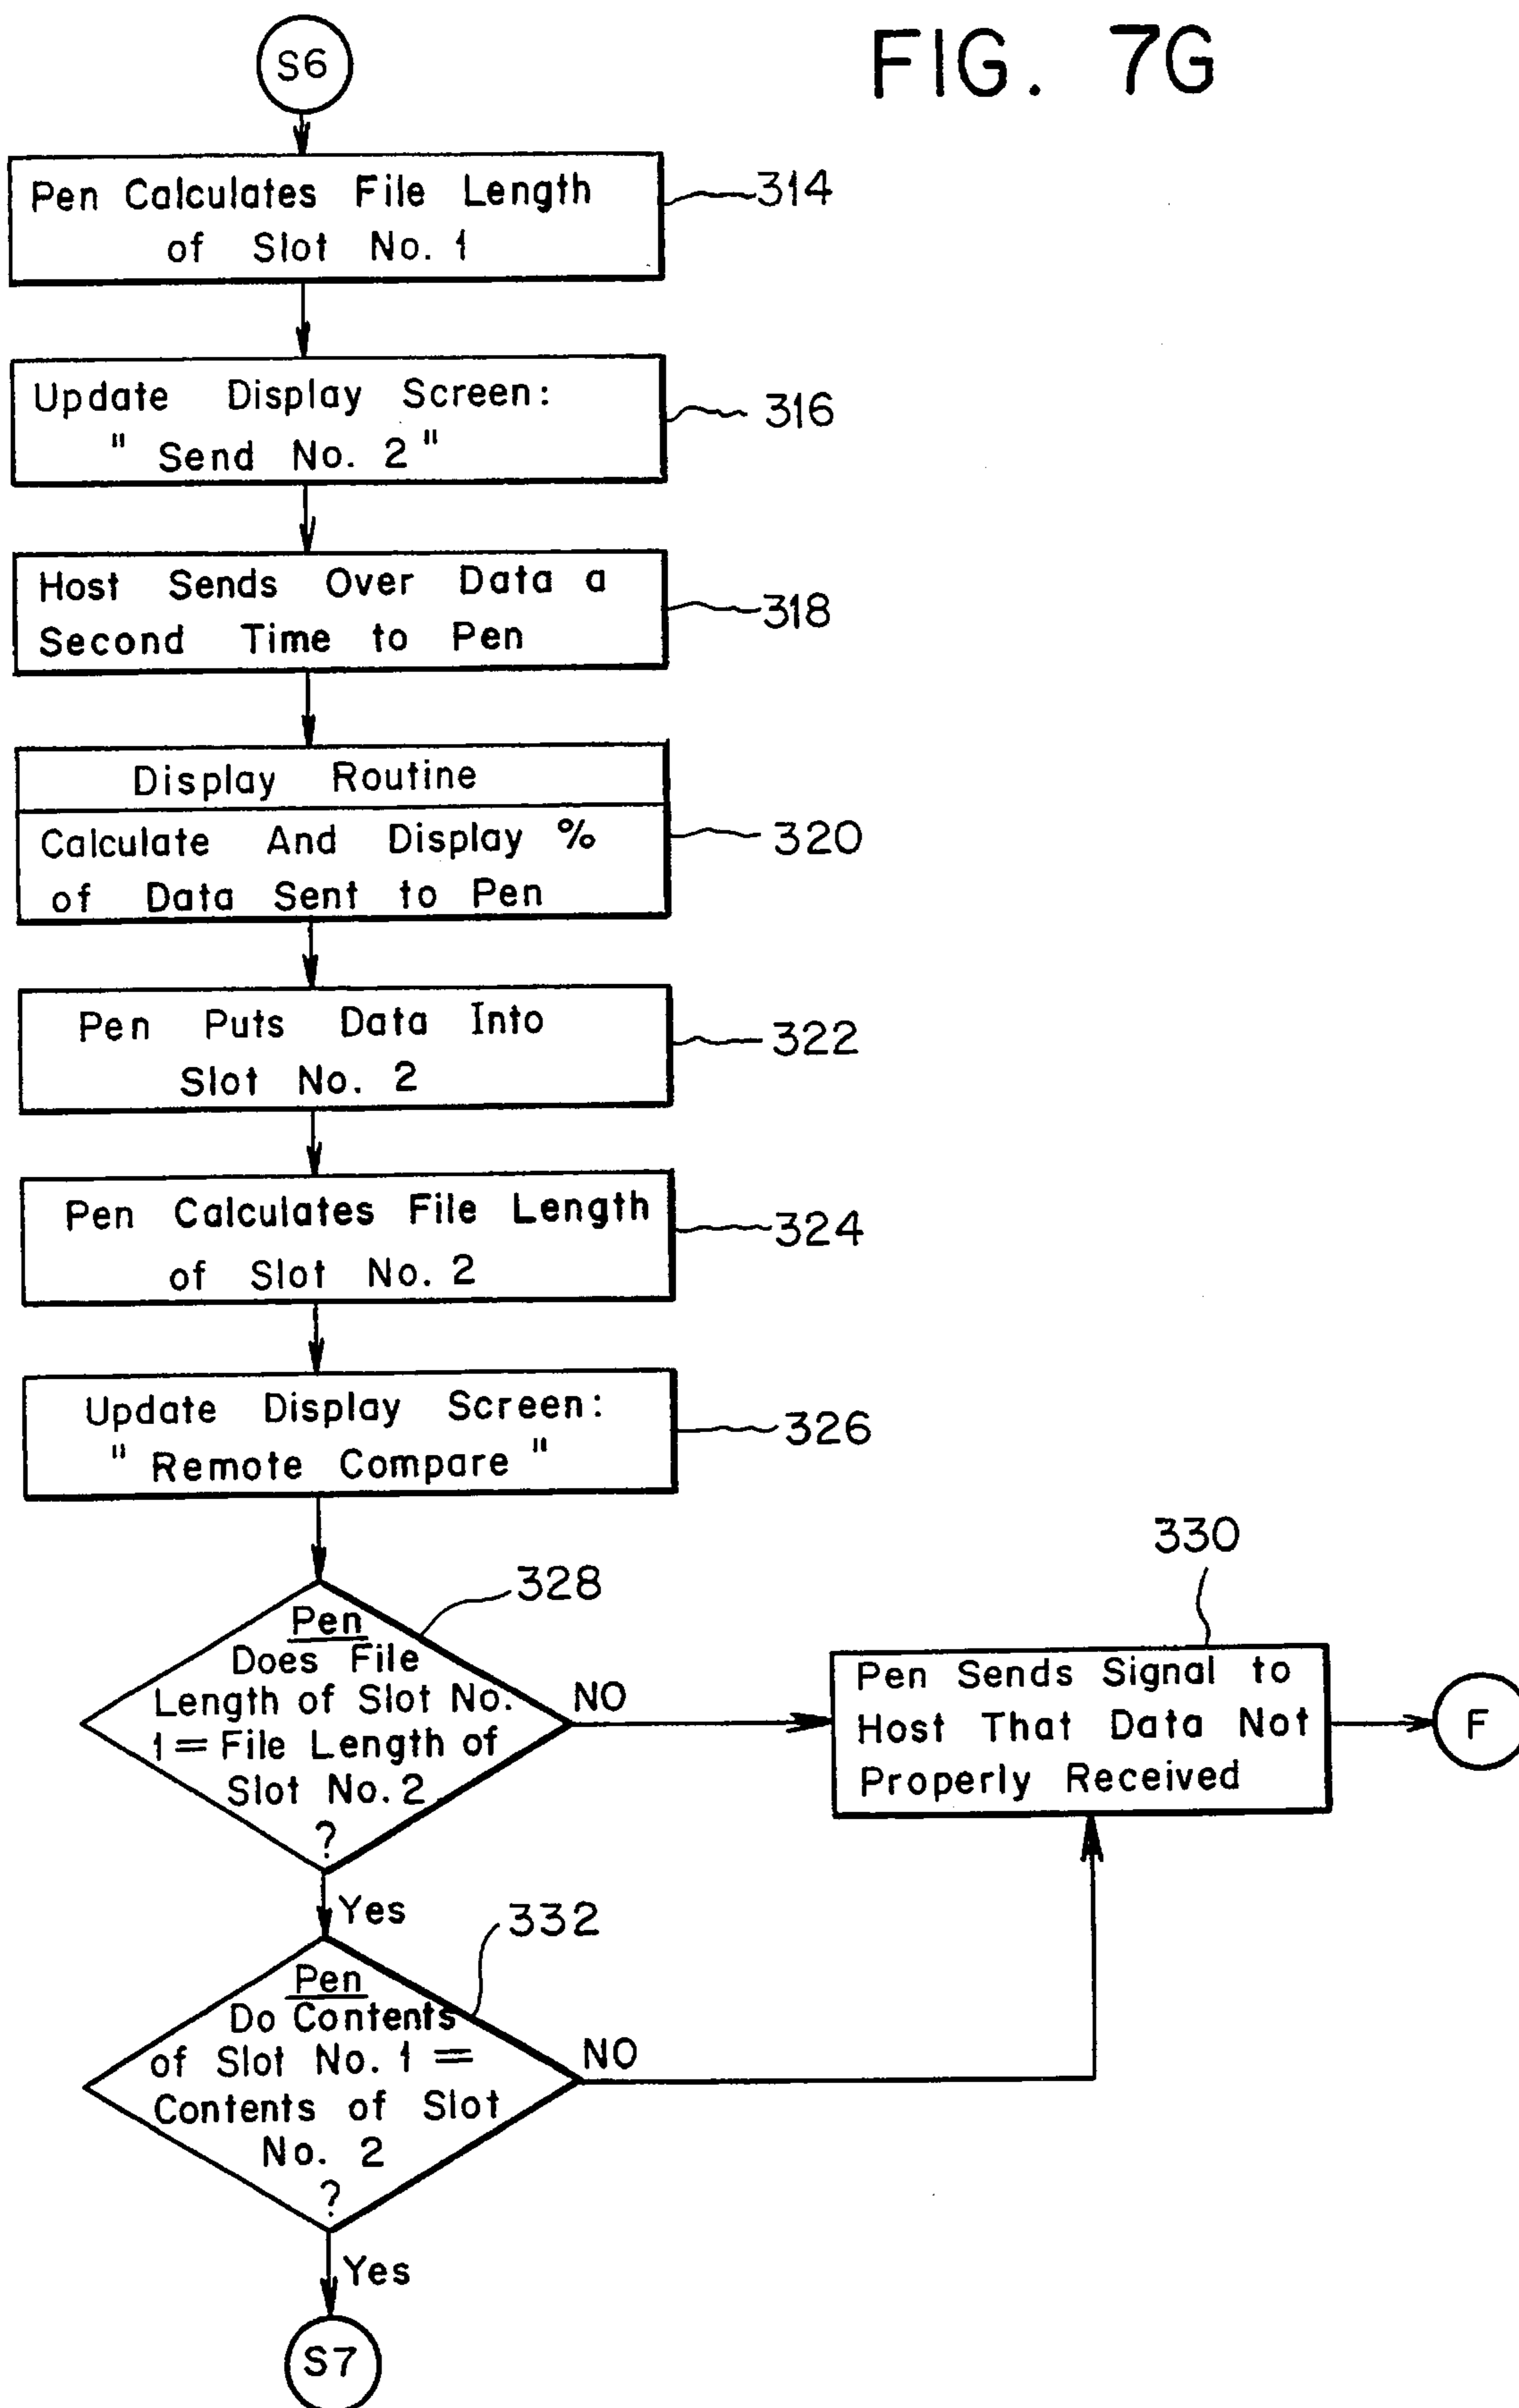 FIG. 7G
S6
Pen Calculates File Length
of Slot No. 1
314
Update Display Screen:
" Send No. 2 "
316
Host Sends Over Data a
Second Time to Pen
318
Display Routine
Calculate And Display %
of Data Sent to Pen
320
Pen Puts Data Into
Slot No. 2
322
Pen Calculates File Length
of Slot No. 2
324
Update Display Screen:
" Remote Compare "
326
328
Pen
Does File
Length of Slot No.
1 = File Length of
Slot No. 2
?
NO
330
Pen Sends Signal to
Host That Data Not
Properly Received
F
Yes
332
Pen
Do Contents
of Slot No. 1 =
Contents of Slot
No. 2
?
NO
Yes
S7